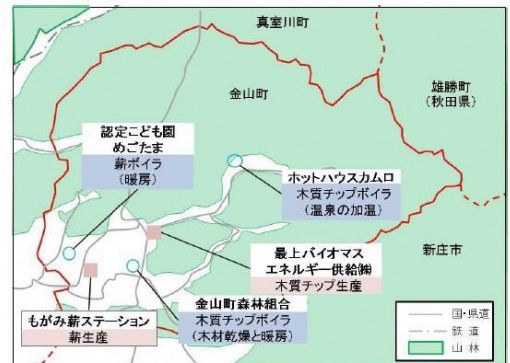 真室川町
雄勝町
(秋田県)
金山町
認定こども園
めごたま
薪ボイラ
(暖房)
ホットハウスカムロ
木質チップボイラ
(温泉の加温)
最上バイオマス
エネルギー供給㈱
木質チップ生産
新庄市
金山町森林組合
木質チップボイラ
(木材乾燥と暖房)
もがみ薪ステーション
薪生産
国・県道
鉄道
山林